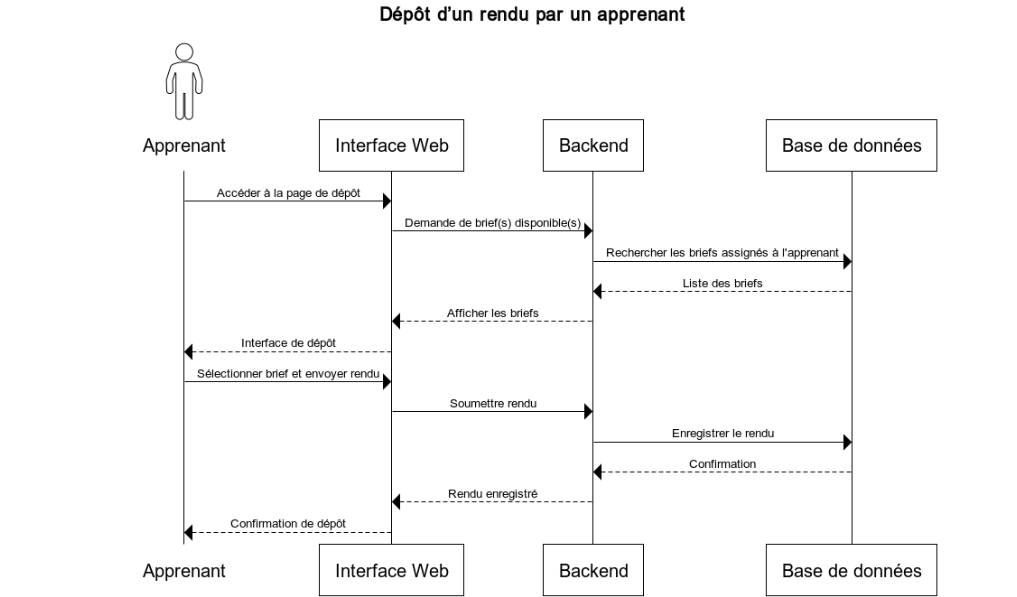 Dépôt d'un rendu par un apprenant
Apprenant
Interface Web
Backend
Base de données
Accéder à la page de dépôt
Demande de brief(s) disponible(s)
Rechercher les briefs assignés à l'apprenant
Liste des briefs
Afficher les briefs
Interface de dépôt
Sélectionner brief et envoyer rendu
Soumettre rendu
Enregistrer le rendu
Confirmation
Rendu enregistré
Confirmation de dépôt
Apprenant
Interface Web
Backend
Base de données